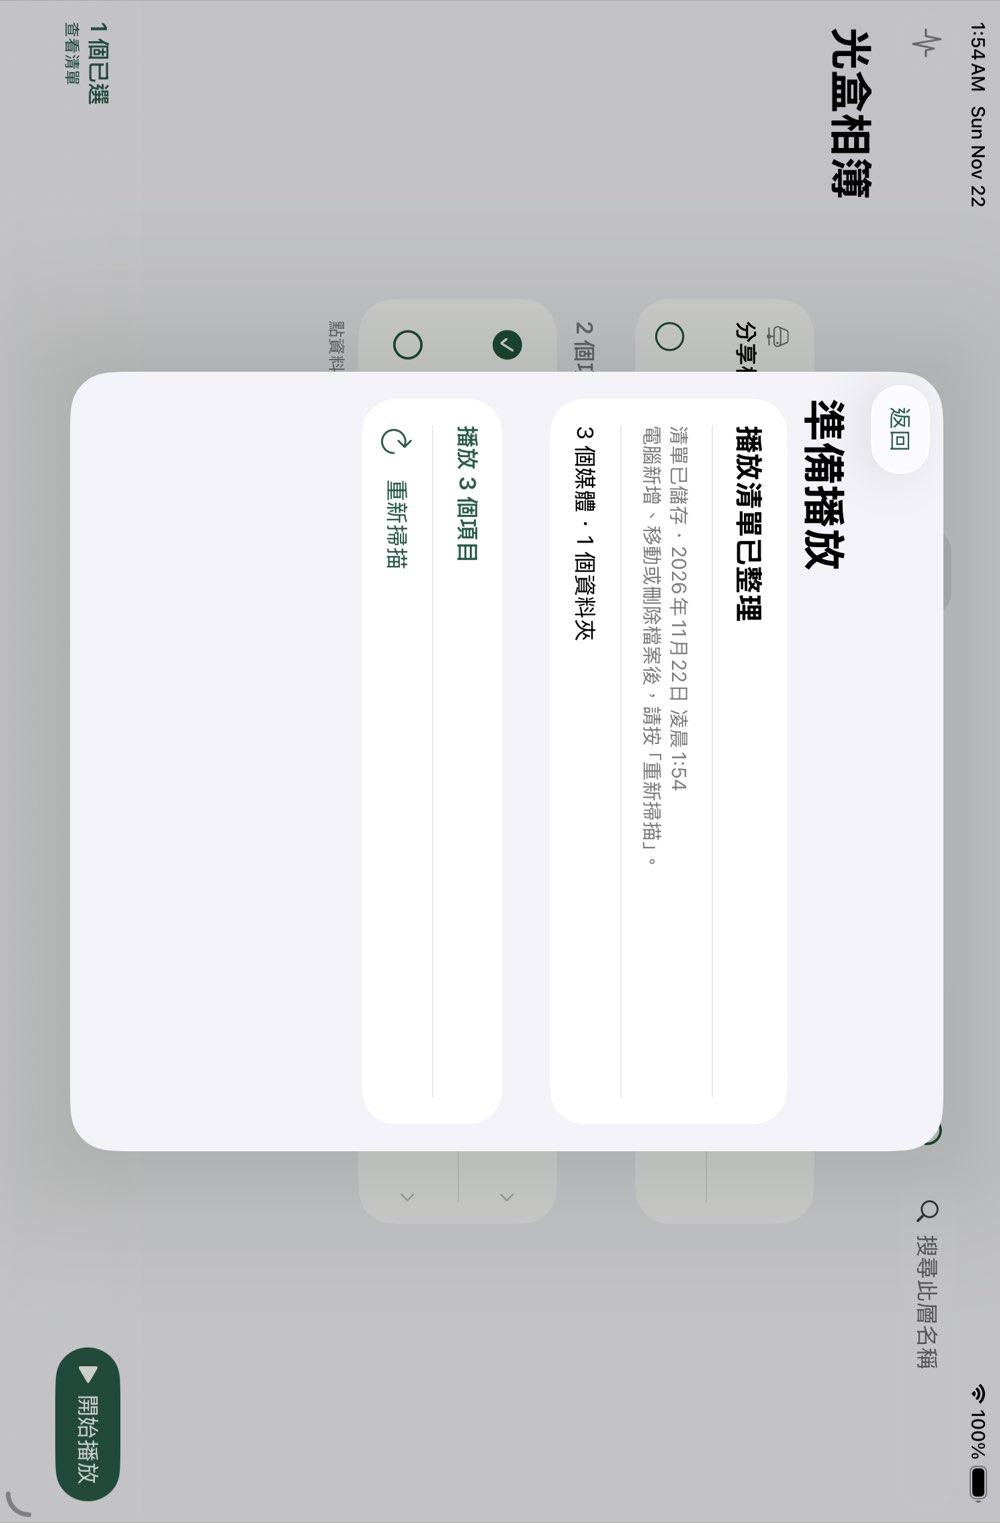 1:54 AM Sun Nov 22
100%
搜尋此層名稱
光盒相簿
返回
準備播放
播放清單已整理
分享
清單已儲存 · 2026年11月22日 凌晨1:54
電腦新增、移動或刪除檔案後，請按「重新掃描」。
2 個
3 個媒體 · 1 個資料夾
播放 3 個項目
重新掃描
點資料
1 個已選
查看清單
開始播放